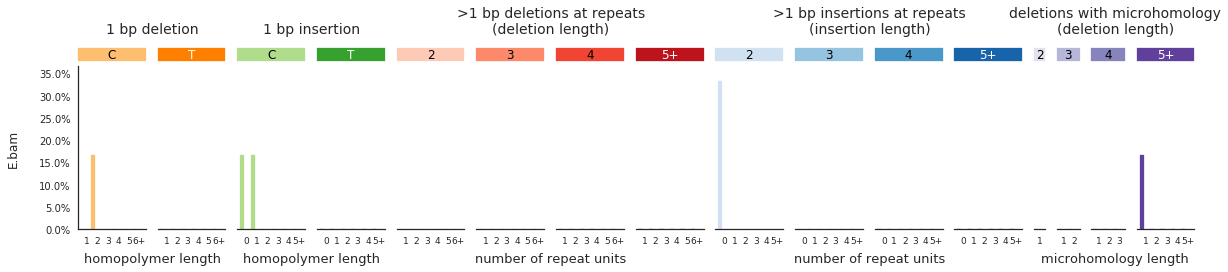 1 bp deletion 1 bp insertion >1 bp deletions at repeats >1 bp insertions at repeats deletions with microhomology
(deletion length) (insertion length) (deletion length)
C T C T 2 3 4 5+ 2 3 4 5+ 2 3 4 5+
35.0%
30.0%
25.0%
20.0%
15.0%
10.0%
5.0%
0.0%
E.bam
1 2 3 4 5 6+ 1 2 3 4 5 6+ 0 1 2 3 4 5+ 0 1 2 3 4 5+ 1 2 3 4 5 6+ 1 2 3 4 5 6+ 1 2 3 4 5 6+ 1 2 3 4 5 6+ 0 1 2 3 4 5+ 0 1 2 3 4 5+ 0 1 2 3 4 5+ 0 1 2 3 4 5+ 1 1 2 1 2 3 1 2 3 4 5+
homopolymer length homopolymer length number of repeat units number of repeat units microhomology length